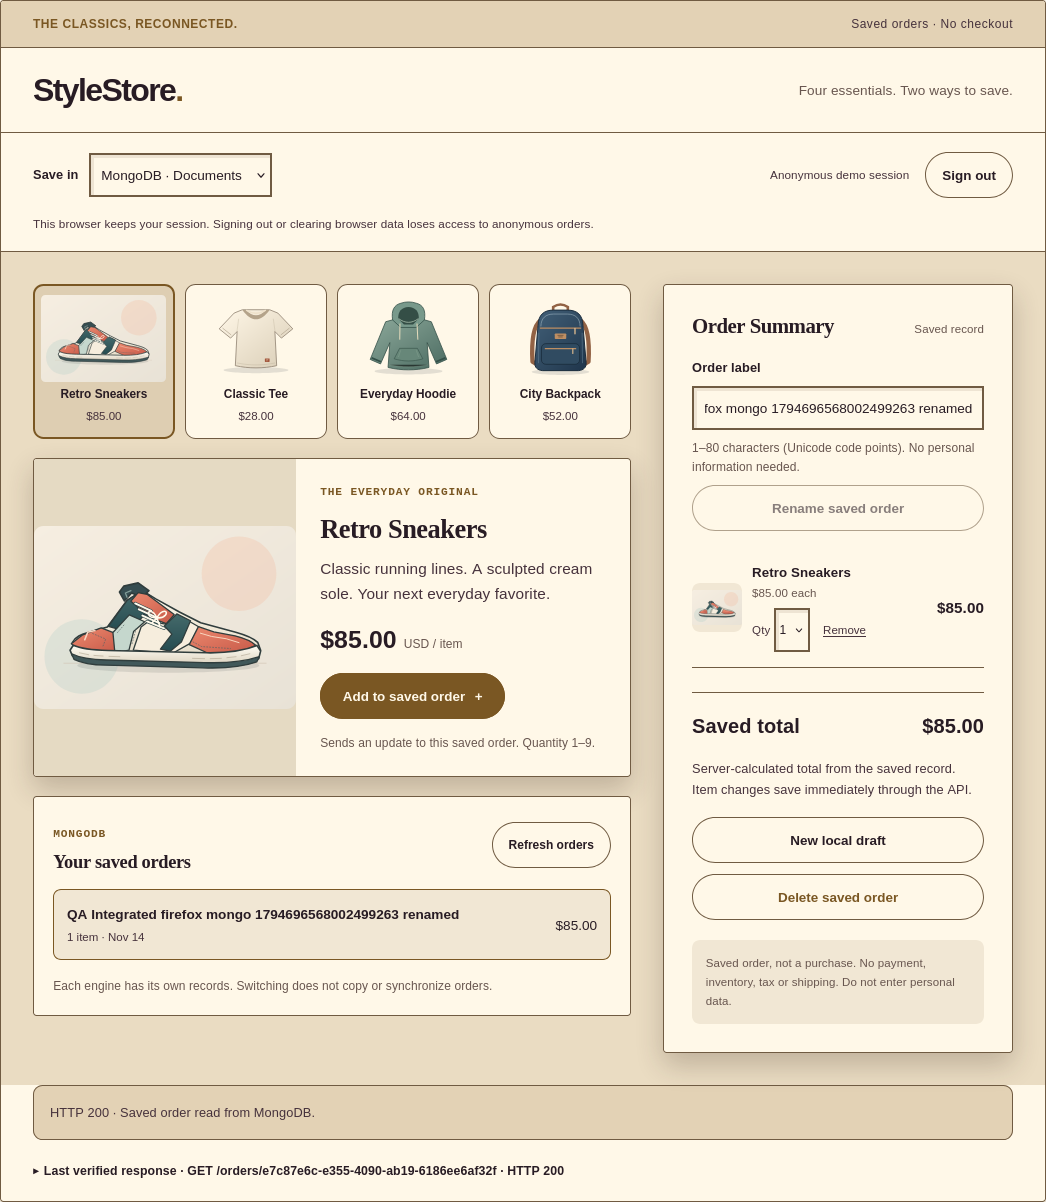 THE CLASSICS, RECONNECTED.
Saved orders · No checkout
StyleStore.
Four essentials. Two ways to save.
Save in
MongoDB · Documents
Anonymous demo session
Sign out
This browser keeps your session. Signing out or clearing browser data loses access to anonymous orders.
Retro Sneakers
$85.00
Classic Tee
$28.00
Everyday Hoodie
$64.00
City Backpack
$52.00
THE EVERYDAY ORIGINAL
Retro Sneakers
Classic running lines. A sculpted cream
sole. Your next everyday favorite.
$85.00 USD / item
Add to saved order +
Sends an update to this saved order. Quantity 1–9.
MONGODB
Your saved orders
Refresh orders
QA Integrated firefox mongo 1794696568002499263 renamed
1 item · Nov 14
$85.00
Each engine has its own records. Switching does not copy or synchronize orders.
Order Summary
Saved record
Order label
fox mongo 1794696568002499263 renamed
1–80 characters (Unicode code points). No personal
information needed.
Rename saved order
Retro Sneakers
$85.00 each
Qty 1
Remove
$85.00
Saved total
$85.00
Server-calculated total from the saved record.
Item changes save immediately through the API.
New local draft
Delete saved order
Saved order, not a purchase. No payment,
inventory, tax or shipping. Do not enter personal
data.
HTTP 200 · Saved order read from MongoDB.
Last verified response · GET /orders/e7c87e6c-e355-4090-ab19-6186ee6af32f · HTTP 200